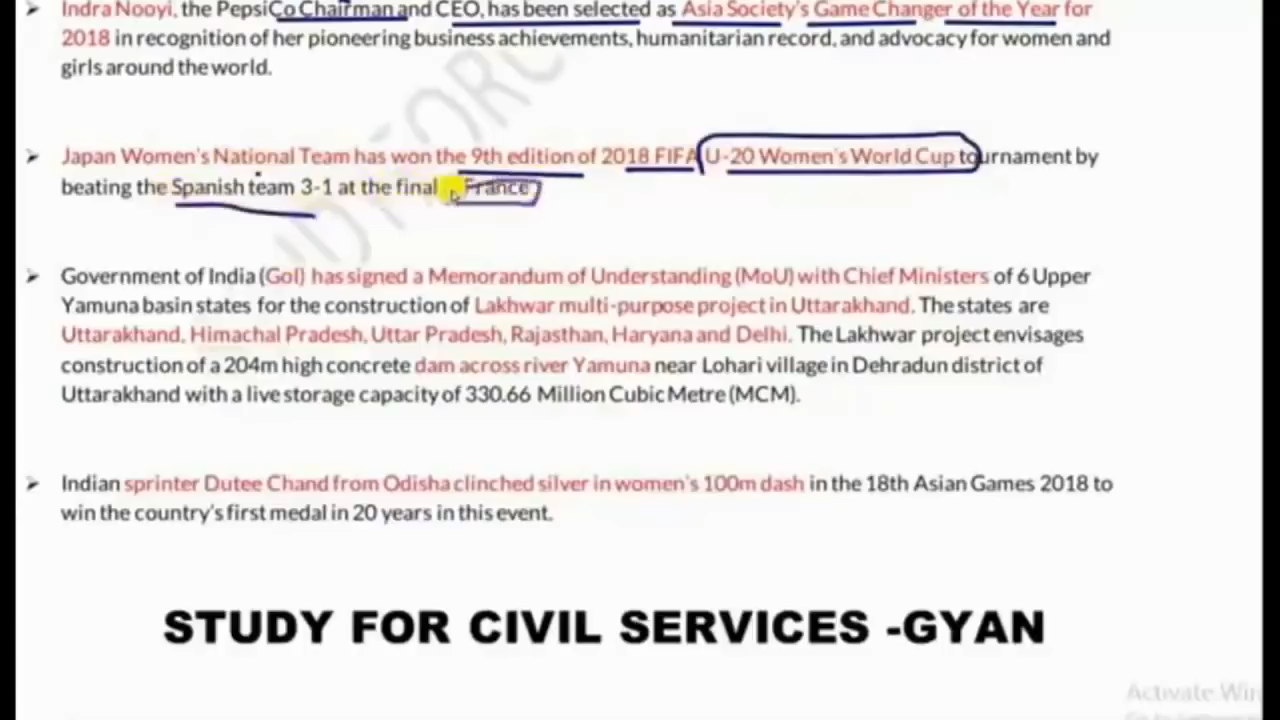 Indra Nooyi, the PepsiCo Chairman and CEO, has been selected as Asia Society's Game Changer of the Year for
2018 in recognition of her pioneering business achievements, humanitarian record, and advocacy for women and
girls around the world.
Japan Women's National Team has won the 9th edition of 2018 FIFA U-20 Women's World Cup tournament by
beating the Spanish team 3-1 at the final France
Government of India (GoI) has signed a Memorandum of Understanding (MoU) with Chief Ministers of 6 Upper
Yamuna basin states for the construction of Lakhwar multi-purpose project in Uttarakhand. The states are
Uttarakhand, Himachal Pradesh, Uttar Pradesh, Rajasthan, Haryana and Delhi. The Lakhwar project envisages
construction of a 204m high concrete dam across river Yamuna near Lohari village in Dehradun district of
Uttarakhand with a live storage capacity of 330.66 Million Cubic Metre (MCM).
Indian sprinter Dutee Chand from Odisha clinched silver in women's 100m dash in the 18th Asian Games 2018 to
win the country's first medal in 20 years in this event.
STUDY FOR CIVIL SERVICES -GYAN
Activate Win